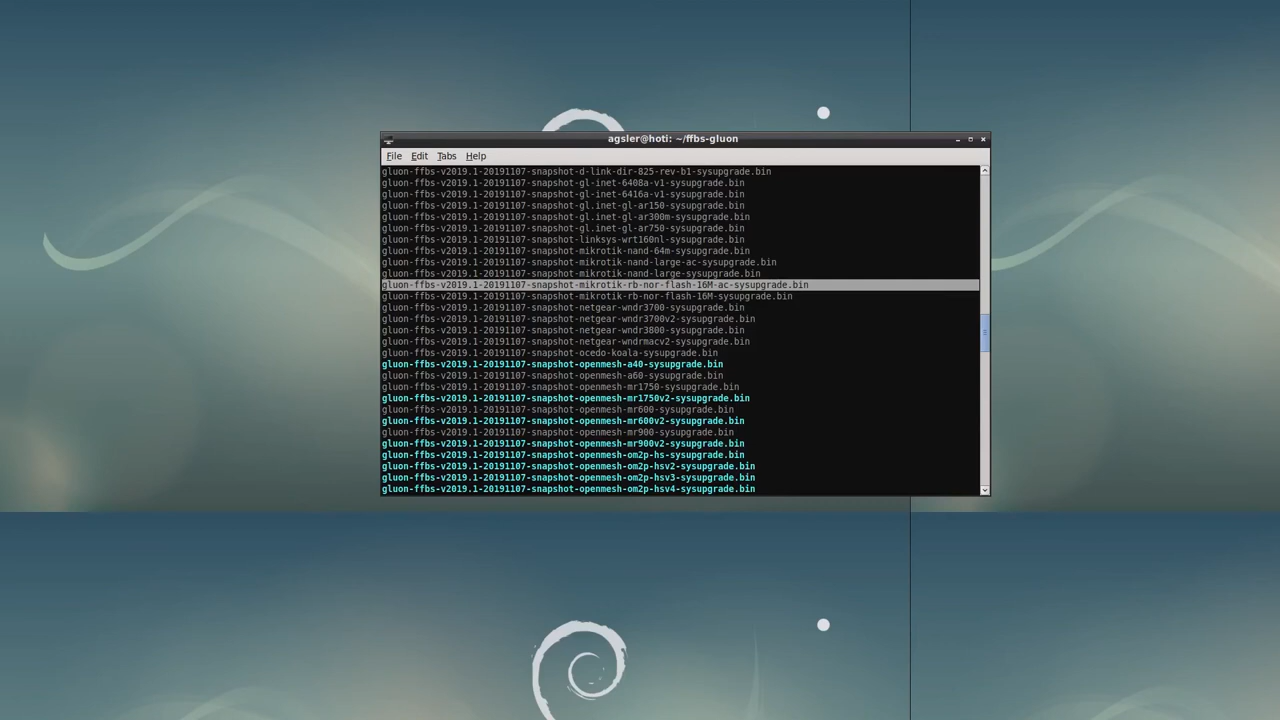 agsler@hoti: ~/ffbs-gluon
File Edit Tabs Help
gluon-ffbs-v2019.1-20191107-snapshot-d-link-dir-825-rev-b1-sysupgrade.bin
gluon-ffbs-v2019.1-20191107-snapshot-gl-inet-6408a-v1-sysupgrade.bin
gluon-ffbs-v2019.1-20191107-snapshot-gl-inet-6416a-v1-sysupgrade.bin
gluon-ffbs-v2019.1-20191107-snapshot-gl.inet-gl-ar150-sysupgrade.bin
gluon-ffbs-v2019.1-20191107-snapshot-gl.inet-gl-ar300m-sysupgrade.bin
gluon-ffbs-v2019.1-20191107-snapshot-gl.inet-gl-ar750-sysupgrade.bin
gluon-ffbs-v2019.1-20191107-snapshot-linksys-wrt160nl-sysupgrade.bin
gluon-ffbs-v2019.1-20191107-snapshot-mikrotik-nand-64m-sysupgrade.bin
gluon-ffbs-v2019.1-20191107-snapshot-mikrotik-nand-large-ac-sysupgrade.bin
gluon-ffbs-v2019.1-20191107-snapshot-mikrotik-nand-large-sysupgrade.bin
gluon-ffbs-v2019.1-20191107-snapshot-mikrotik-rb-nor-flash-16M-ac-sysupgrade.bin
gluon-ffbs-v2019.1-20191107-snapshot-mikrotik-rb-nor-flash-16M-sysupgrade.bin
gluon-ffbs-v2019.1-20191107-snapshot-netgear-wndr3700-sysupgrade.bin
gluon-ffbs-v2019.1-20191107-snapshot-netgear-wndr3700v2-sysupgrade.bin
gluon-ffbs-v2019.1-20191107-snapshot-netgear-wndr3800-sysupgrade.bin
gluon-ffbs-v2019.1-20191107-snapshot-netgear-wndrmacv2-sysupgrade.bin
gluon-ffbs-v2019.1-20191107-snapshot-ocedo-koala-sysupgrade.bin
gluon-ffbs-v2019.1-20191107-snapshot-openmesh-a40-sysupgrade.bin
gluon-ffbs-v2019.1-20191107-snapshot-openmesh-a60-sysupgrade.bin
gluon-ffbs-v2019.1-20191107-snapshot-openmesh-mr1750-sysupgrade.bin
gluon-ffbs-v2019.1-20191107-snapshot-openmesh-mr1750v2-sysupgrade.bin
gluon-ffbs-v2019.1-20191107-snapshot-openmesh-mr600-sysupgrade.bin
gluon-ffbs-v2019.1-20191107-snapshot-openmesh-mr600v2-sysupgrade.bin
gluon-ffbs-v2019.1-20191107-snapshot-openmesh-mr900-sysupgrade.bin
gluon-ffbs-v2019.1-20191107-snapshot-openmesh-mr900v2-sysupgrade.bin
gluon-ffbs-v2019.1-20191107-snapshot-openmesh-om2p-hs-sysupgrade.bin
gluon-ffbs-v2019.1-20191107-snapshot-openmesh-om2p-hsv2-sysupgrade.bin
gluon-ffbs-v2019.1-20191107-snapshot-openmesh-om2p-hsv3-sysupgrade.bin
gluon-ffbs-v2019.1-20191107-snapshot-openmesh-om2p-hsv4-sysupgrade.bin